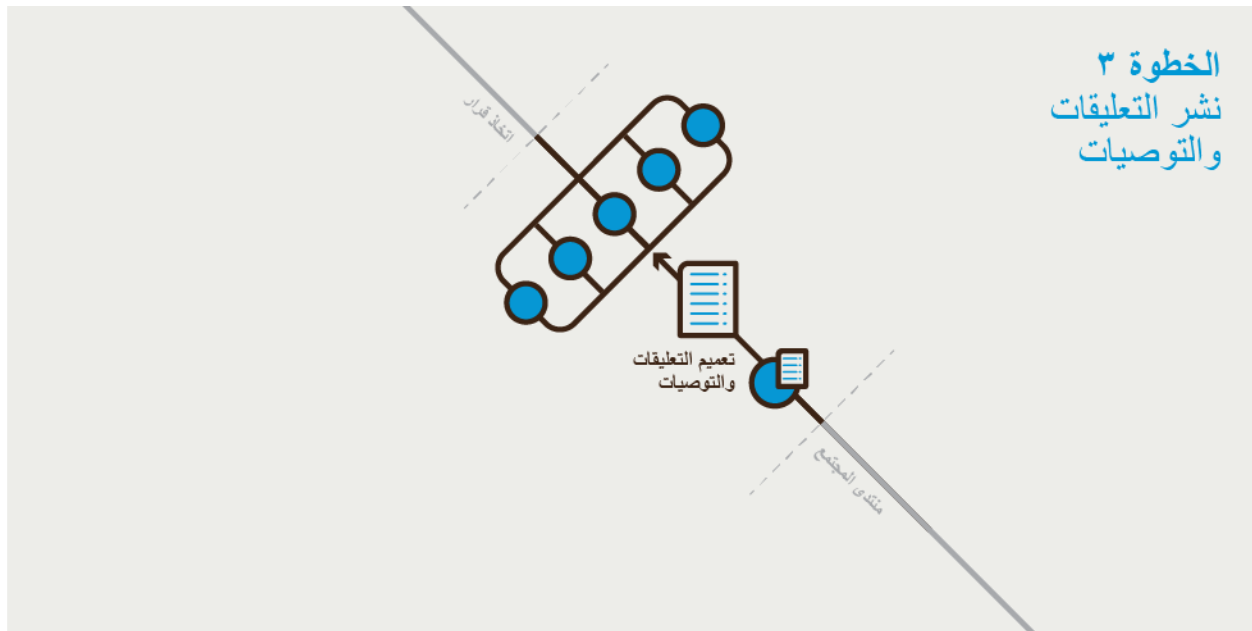 الخطوة ٣
نشر التعليقات
والتوصيات
اتخاذ قرار
تعميم التعليقات
والتوصيات
منتدى المجتمع